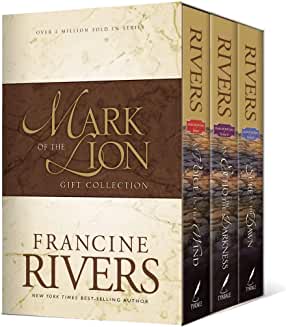 OVER 2 MILLION SOLD IN SERIES
MARK
OF THE
LION
GIFT COLLECTION
FRANCINE
RIVERS
NEW YORK TIMES BEST-SELLING AUTHOR
RIVERS
RIVERS
RIVERS
TYNDALE
TYNDALE
TYNDALE